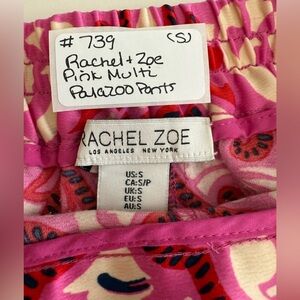 # 739 (S)
Rachel + Zoe
Pink Multi
Palazoo Pants
RACHEL ZOE
LOS ANGELES NEW YORK
US:S
CA:S/P
UK:S
EU:S
AU:S